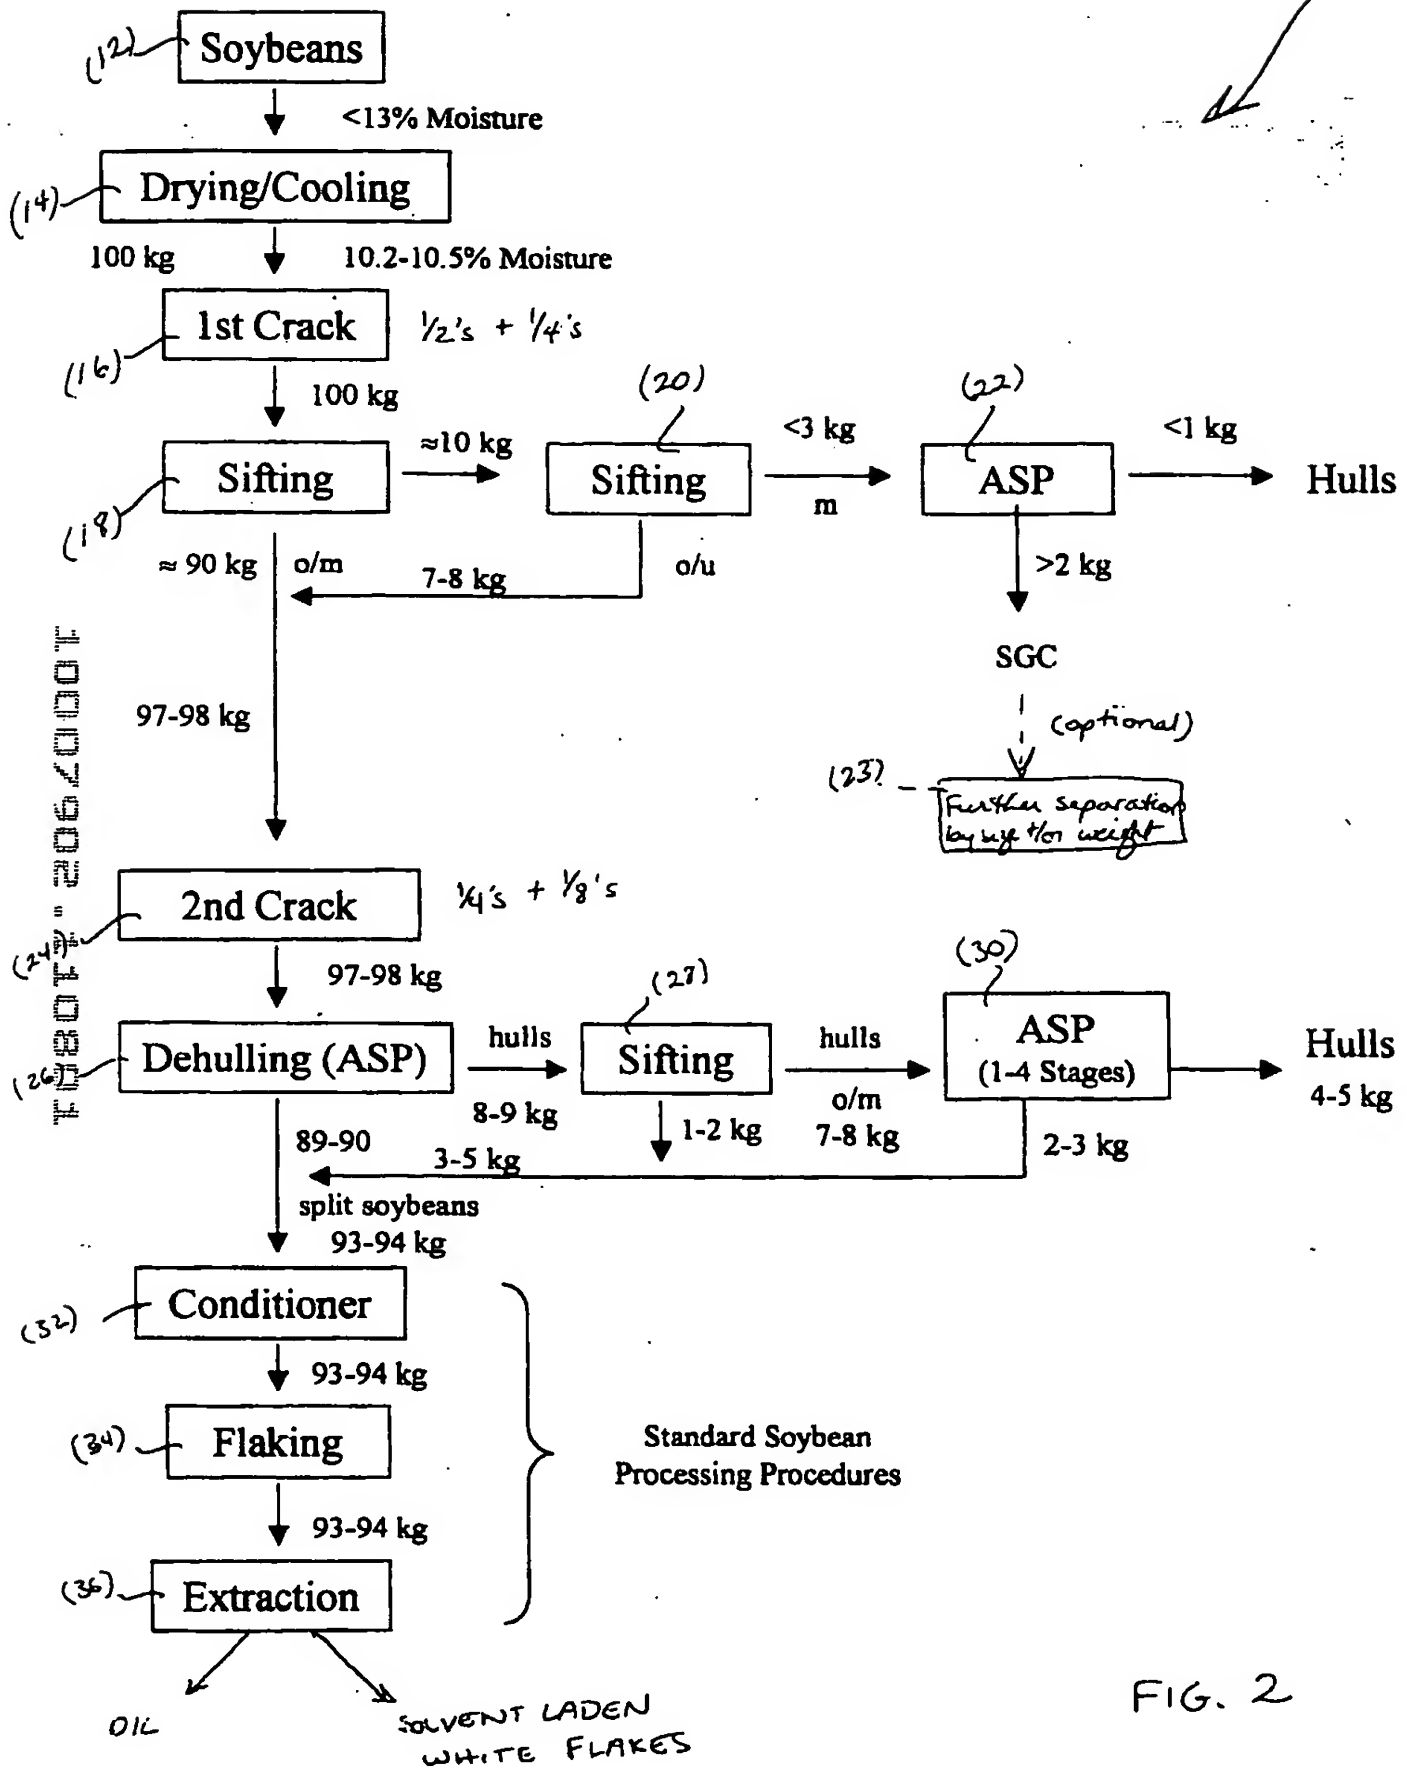 (12)
Soybeans
<13% Moisture
(14)
Drying/Cooling
100 kg
10.2-10.5% Moisture
(16)
1st Crack
1/2's + 1/4's
100 kg
(18)
Sifting
≈10 kg
(20)
Sifting
<3 kg
m
(22)
ASP
<1 kg
Hulls
≈ 90 kg
o/m
7-8 kg
o/u
>2 kg
SGC
(optional)
(23)
Further separation
by size +/or weight
97-98 kg
10007902.110801
(24)
2nd Crack
1/4's + 1/8's
97-98 kg
(26)
Dehulling (ASP)
hulls
8-9 kg
(28)
Sifting
hulls
o/m
7-8 kg
(30)
ASP
(1-4 Stages)
Hulls
4-5 kg
89-90
3-5 kg
1-2 kg
2-3 kg
split soybeans
93-94 kg
(32)
Conditioner
93-94 kg
(34)
Flaking
Standard Soybean
Processing Procedures
93-94 kg
(36)
Extraction
OIL
SOLVENT LADEN
WHITE FLAKES
FIG. 2